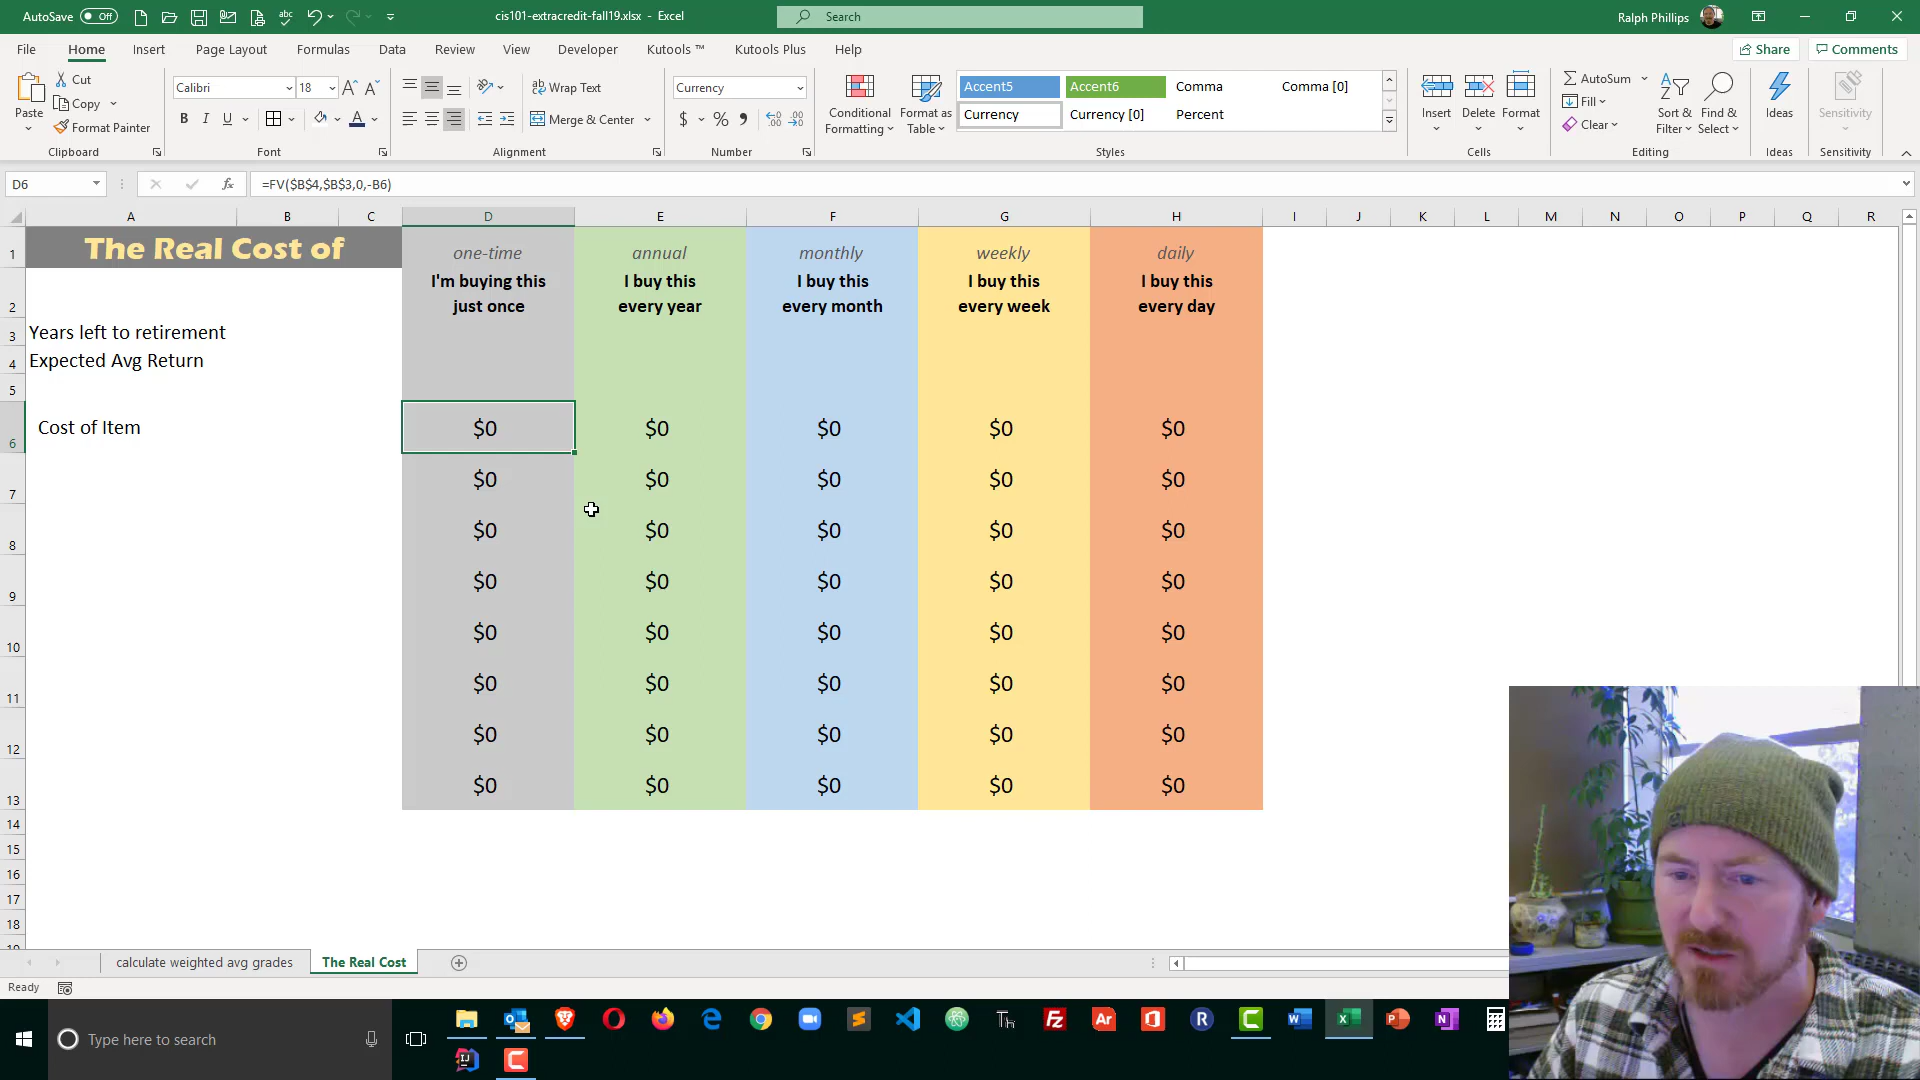 AutoSave Off
cis101-extracredit-fall19.xlsx - Excel
Search
Ralph Phillips
File Home Insert Page Layout Formulas Data Review View Developer Kutools ™ Kutools Plus Help
Share Comments
Paste
Cut
Copy
Format Painter
Clipboard
Calibri 18
B I U A
Font
Wrap Text
Merge & Center
Alignment
Currency
$ % 9
Number
Conditional Formatting
Format as Table
Accent5 Accent6 Comma Comma [0]
Currency Currency [0] Percent
Styles
Insert Delete Format
Cells
AutoSum
Fill
Clear
Sort & Filter
Find & Select
Editing
Ideas
Ideas
Sensitivity
Sensitivity
D6 fx =FV($B$4,$B$3,0,-B6)
A B C D E F G H I J K L M N O P Q R
1 The Real Cost of one-time annual monthly weekly daily
2 I'm buying this just once I buy this every year I buy this every month I buy this every week I buy this every day
3 Years left to retirement
4 Expected Avg Return
5
6 Cost of Item $0 $0 $0 $0 $0
7 $0 $0 $0 $0 $0
8 $0 $0 $0 $0 $0
9 $0 $0 $0 $0 $0
10 $0 $0 $0 $0 $0
11 $0 $0 $0 $0 $0
12 $0 $0 $0 $0 $0
13 $0 $0 $0 $0 $0
14
15
16
17
18
calculate weighted avg grades The Real Cost
Ready
Type here to search